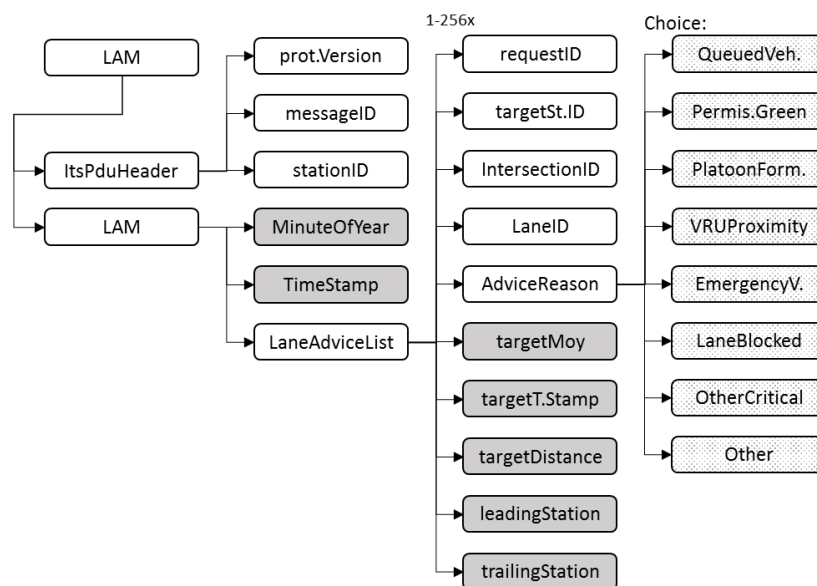 LAM
ItsPduHeader
LAM
prot.Version
messageID
stationID
MinuteOfYear
TimeStamp
LaneAdviceList
1-256x
requestID
targetSt.ID
IntersectionID
LaneID
AdviceReason
targetMoy
targetT.Stamp
targetDistance
leadingStation
trailingStation
Choice:
QueuedVeh.
Permis.Green
PlatoonForm.
VRUProximity
EmergencyV.
LaneBlocked
OtherCritical
Other